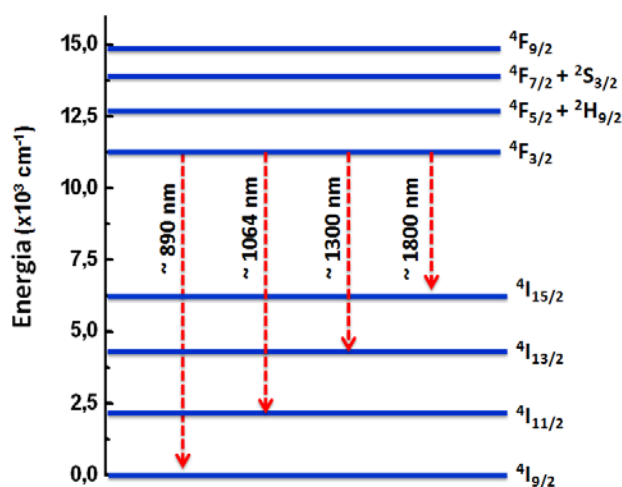 Energia (x10³ cm⁻¹)
15,0
12,5
10,0
7,5
5,0
2,5
0,0
⁴F₉/₂
⁴F₇/₂ + ²S₃/₂
⁴F₅/₂ + ²H₉/₂
⁴F₃/₂
~ 890 nm
~ 1064 nm
~ 1300 nm
~ 1800 nm
⁴I₁₅/₂
⁴I₁₃/₂
⁴I₁₁/₂
⁴I₉/₂